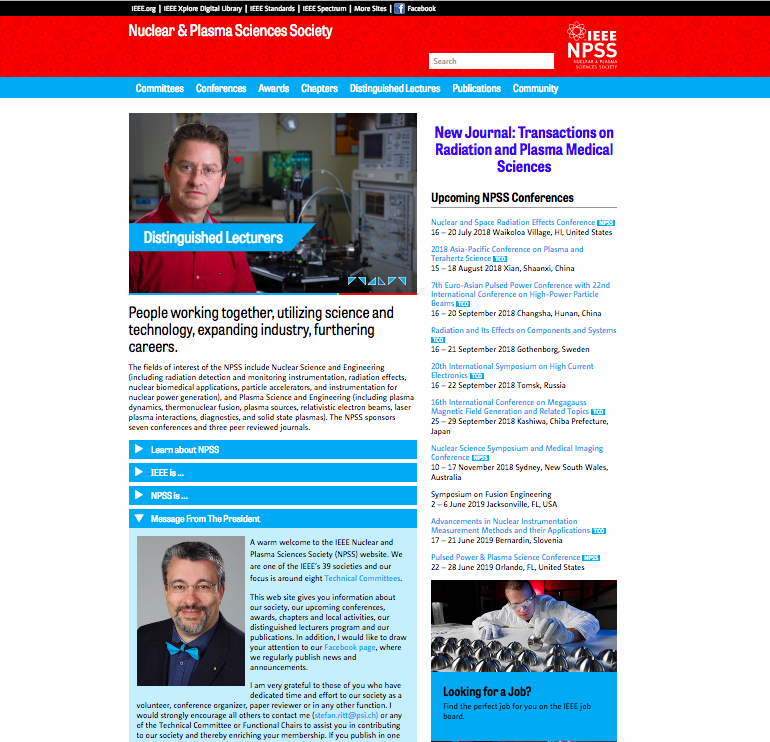 IEEE.org | IEEE Xplore Digital Library | IEEE Standards | IEEE Spectrum | More Sites | f Facebook
Nuclear & Plasma Sciences Society
Search
IEEE
NPSS
NUCLEAR & PLASMA
SCIENCES SOCIETY
Committees Conferences Awards Chapters Distinguished Lectures Publications Community
Distinguished Lecturers
People working together, utilizing science and
technology, expanding industry, furthering
careers.
The fields of interest of the NPSS include Nuclear Science and Engineering
(including radiation detection and monitoring instrumentation, radiation effects,
nuclear biomedical applications, particle accelerators, and instrumentation for
nuclear power generation), and Plasma Science and Engineering (including plasma
dynamics, thermonuclear fusion, plasma sources, relativistic electron beams, laser
plasma interactions, diagnostics, and solid state plasmas). The NPSS sponsors
seven conferences and three peer reviewed journals.
Learn about NPSS
IEEE is ...
NPSS is ...
Message From The President
A warm welcome to the IEEE Nuclear and
Plasma Sciences Society (NPSS) website. We
are one of the IEEE's 39 societies and our
focus is around eight Technical Committees.
This web site gives you information about
our society, our upcoming conferences,
awards, chapters and local activities, our
distinguished lecturers program and our
publications. In addition, I would like to draw
your attention to our Facebook page, where
we regularly publish news and
announcements.
I am very grateful to those of you who have
dedicated time and effort to our society as a
volunteer, conference organizer, paper reviewer or in any other function. I
would strongly encourage all others to contact me (stefan.ritt@psi.ch) or any
of the Technical Committee or Functional Chairs to assist you in contributing
to our society and thereby enriching your membership. If you publish in one
New Journal: Transactions on
Radiation and Plasma Medical
Sciences
Upcoming NPSS Conferences
Nuclear and Space Radiation Effects Conference NPSS
16 – 20 July 2018 Waikoloa Village, HI, United States
2018 Asia-Pacific Conference on Plasma and
Terahertz Science TCD
15 – 18 August 2018 Xian, Shaanxi, China
7th Euro-Asian Pulsed Power Conference with 22nd
International Conference on High-Power Particle
Beams TCD
16 – 20 September 2018 Changsha, Hunan, China
Radiation and Its Effects on Components and Systems
TCD
16 – 21 September 2018 Gothenborg, Sweden
20th International Symposium on High Current
Electronics TCD
16 – 22 September 2018 Tomsk, Russia
16th International Conference on Megagauss
Magnetic Field Generation and Related Topics TCD
25 – 29 September 2018 Kashiwa, Chiba Prefecture,
Japan
Nuclear Science Symposium and Medical Imaging
Conference NPSS
10 – 17 November 2018 Sydney, New South Wales,
Australia
Symposium on Fusion Engineering
2 – 6 June 2019 Jacksonville, FL, USA
Advancements in Nuclear Instrumentation
Measurement Methods and their Applications TCD
17 – 21 June 2019 Bernardin, Slovenia
Pulsed Power & Plasma Science Conference NPSS
22 – 28 June 2019 Orlando, FL, United States
Looking for a Job?
Find the perfect job for you on the IEEE job
board.